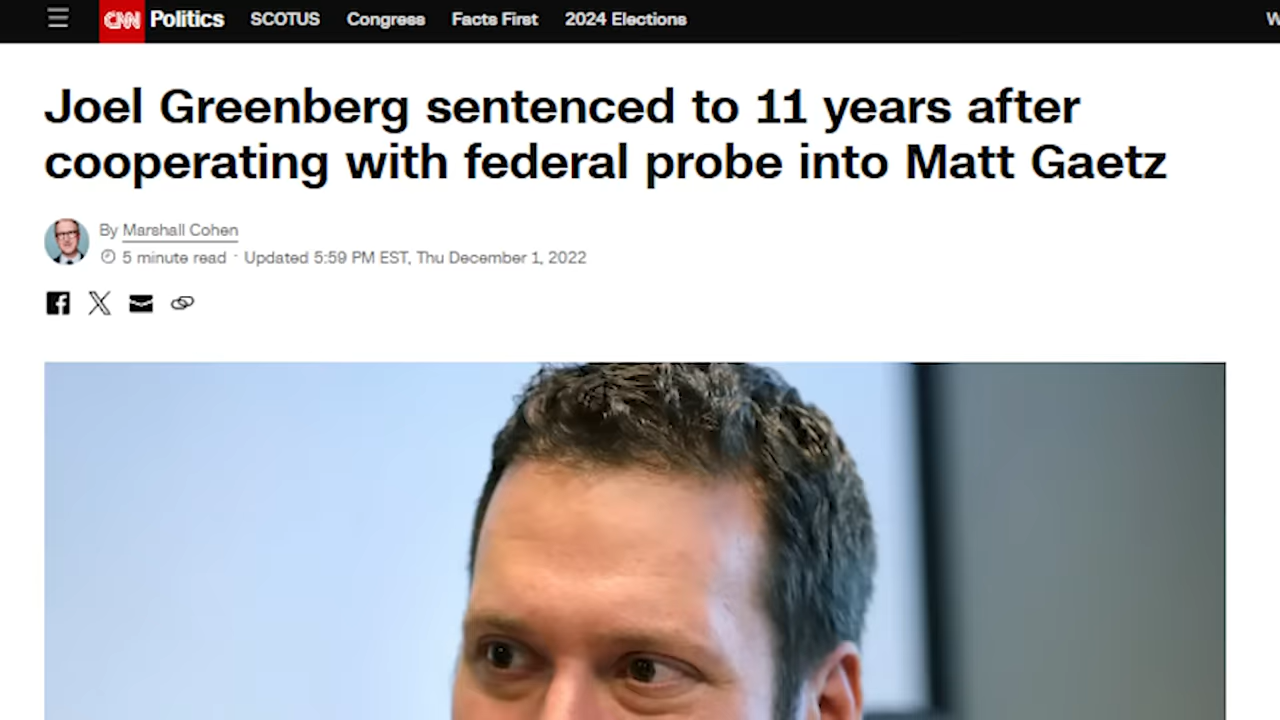 CNN Politics SCOTUS Congress Facts First 2024 Elections
Joel Greenberg sentenced to 11 years after
cooperating with federal probe into Matt Gaetz
By Marshall Cohen
5 minute read · Updated 5:59 PM EST, Thu December 1, 2022